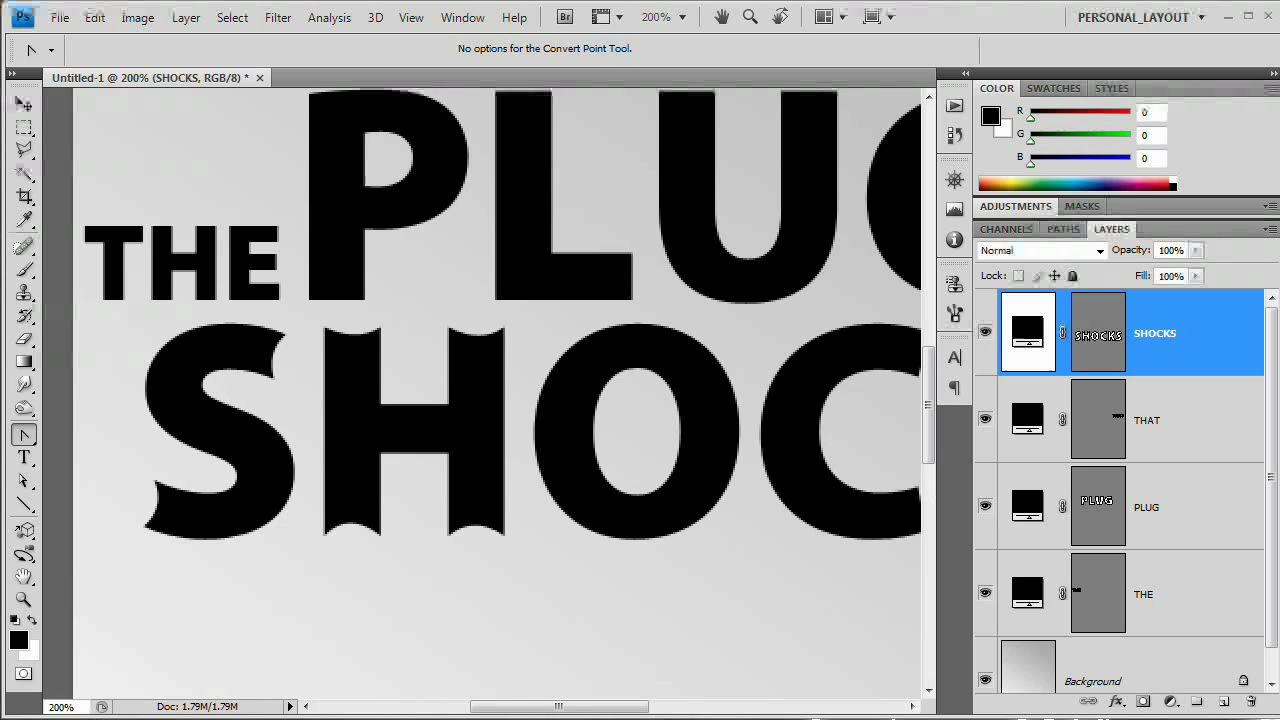 Ps File Edit Image Layer Select Filter Analysis 3D View Window Help Br 200% PERSONAL_LAYOUT
No options for the Convert Point Tool.
Untitled-1 @ 200% (SHOCKS, RGB/8) *
COLOR SWATCHES STYLES
R 0
G 0
B 0
ADJUSTMENTS MASKS
CHANNELS PATHS LAYERS
Normal Opacity: 100%
Lock: Fill: 100%
THE PLUG
SHOC
SHOCKS SHOCKS
THAT
PLUG PLUG
THE
Background
200% Doc: 1.79M/1.79M